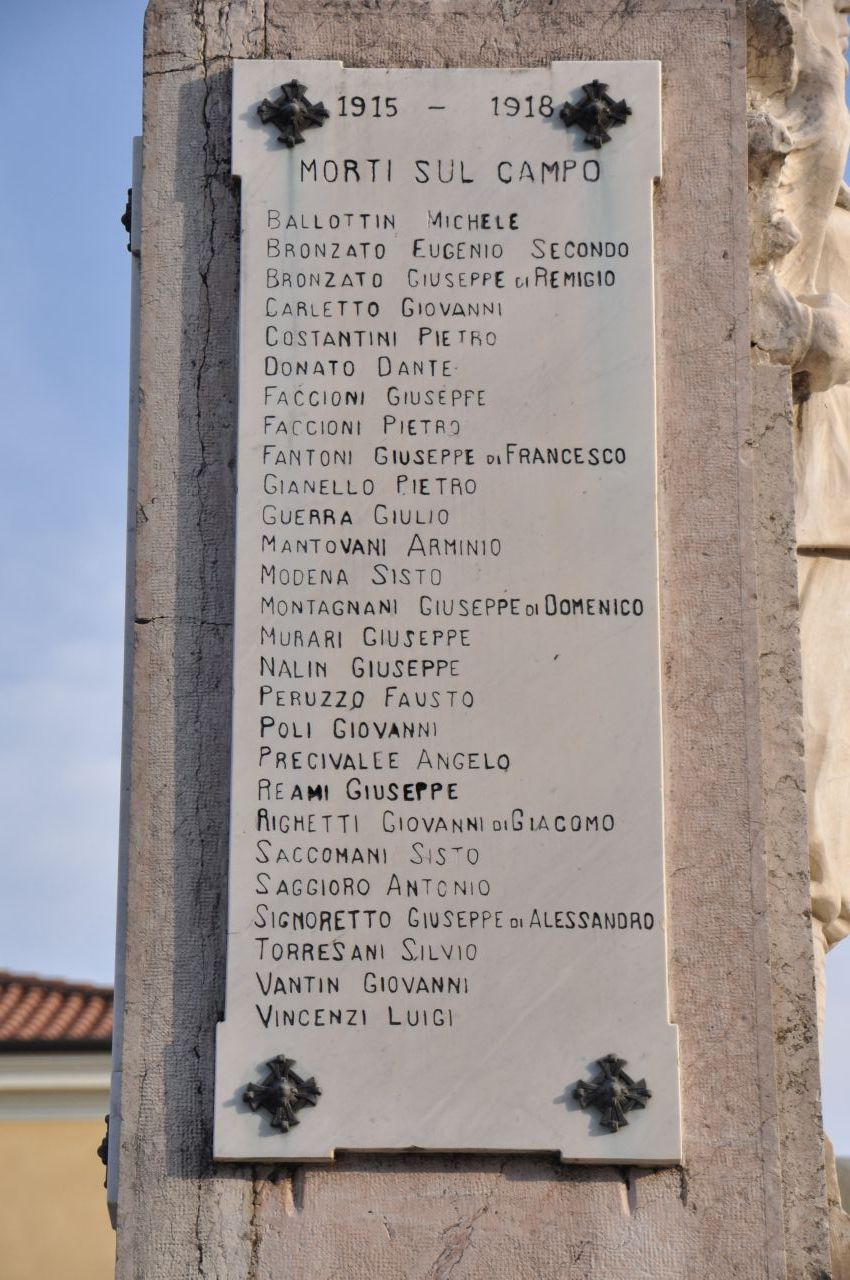 1915 - 1918
MORTI SUL CAMPO
BALLOTTIN MICHELE
BRONZATO EUGENIO SECONDO
BRONZATO GIUSEPPE DI REMIGIO
CARLETTO GIOVANNI
COSTANTINI PIETRO
DONATO DANTE
FACCIONI GIUSEPPE
FACCIONI PIETRO
FANTONI GIUSEPPE DI FRANCESCO
GIANELLO PIETRO
GUERRA GIULIO
MANTOVANI ARMINIO
MODENA SISTO
MONTAGNANI GIUSEPPE DI DOMENICO
MURARI GIUSEPPE
NALIN GIUSEPPE
PERUZZO FAUSTO
POLI GIOVANNI
PRECIVALEE ANGELO
REAMI GIUSEPPE
RIGHETTI GIOVANNI DI GIACOMO
SACCOMANI SISTO
SAGGIORO ANTONIO
SIGNORETTO GIUSEPPE DI ALESSANDRO
TORRESANI SILVIO
VANTIN GIOVANNI
VINCENZI LUIGI